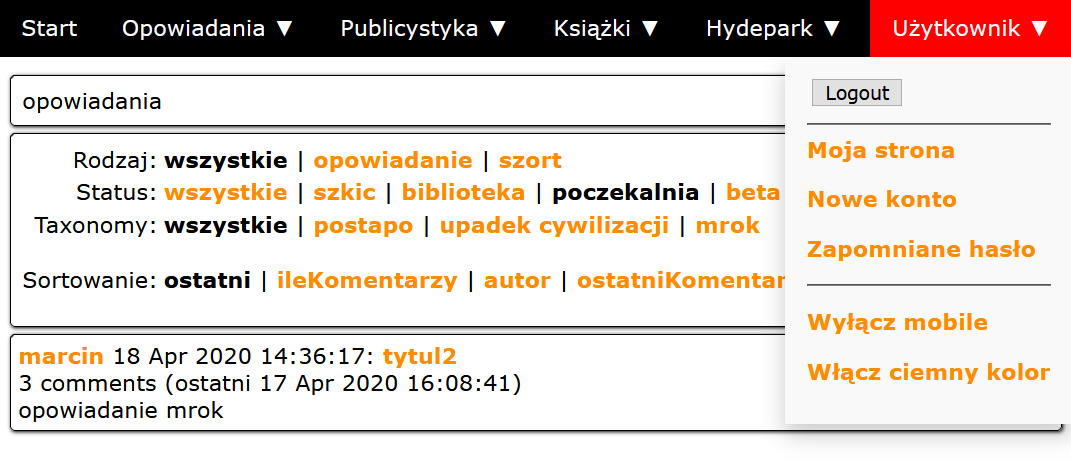 Start Opowiadania ▼ Publicystyka ▼ Książki ▼ Hydepark ▼ Użytkownik ▼
opowiadania
Rodzaj: wszystkie | opowiadanie | szort
Status: wszystkie | szkic | biblioteka | poczekalnia | beta
Taxonomy: wszystkie | postapo | upadek cywilizacji | mrok
Sortowanie: ostatni | ileKomentarzy | autor | ostatniKomentar
marcin 18 Apr 2020 14:36:17: tytul2
3 comments (ostatni 17 Apr 2020 16:08:41)
opowiadanie mrok
Logout
Moja strona
Nowe konto
Zapomniane hasło
Wyłącz mobile
Włącz ciemny kolor